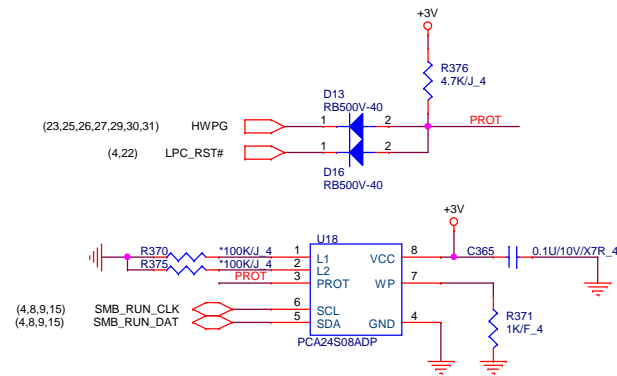 +3V
R376
4.7K/J_4
D13
RB500V-40
(23,25,26,27,29,30,31) HWPG 1 2 PROT
(4,22) LPC_RST# 1 2
D16
RB500V-40
+3V
U18
R370 *100K/J_4 1 L1 VCC 8 C365 0.1U/10V/X7R_4
R375 *100K/J_4 2 L2
PROT 3 PROT WP 7
(4,8,9,15) SMB_RUN_CLK 6 SCL
(4,8,9,15) SMB_RUN_DAT 5 SDA GND 4
R371
1K/F_4
PCA24S08ADP